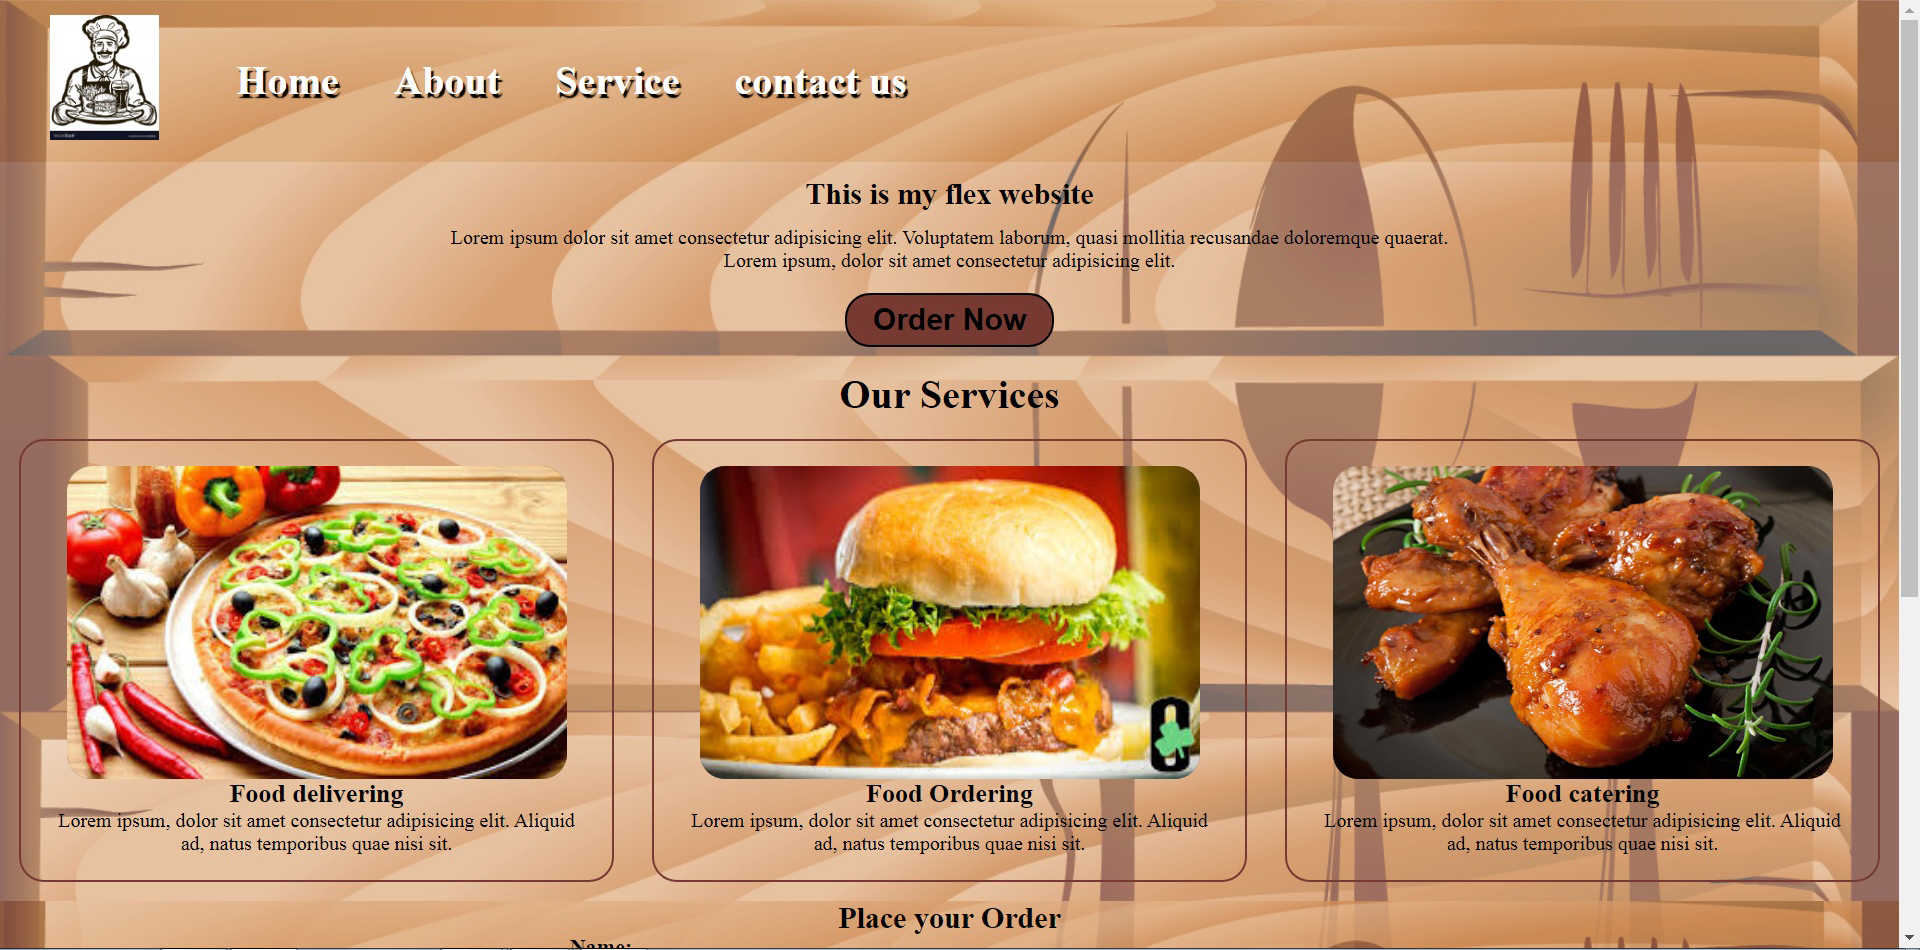 Home About Service contact us
This is my flex website
Lorem ipsum dolor sit amet consectetur adipisicing elit. Voluptatem laborum, quasi mollitia recusandae doloremque quaerat.
Lorem ipsum, dolor sit amet consectetur adipisicing elit.
Order Now
Our Services
Food delivering
Lorem ipsum, dolor sit amet consectetur adipisicing elit. Aliquid
ad, natus temporibus quae nisi sit.
Food Ordering
Lorem ipsum, dolor sit amet consectetur adipisicing elit. Aliquid
ad, natus temporibus quae nisi sit.
Food catering
Lorem ipsum, dolor sit amet consectetur adipisicing elit. Aliquid
ad, natus temporibus quae nisi sit.
Place your Order
Name: